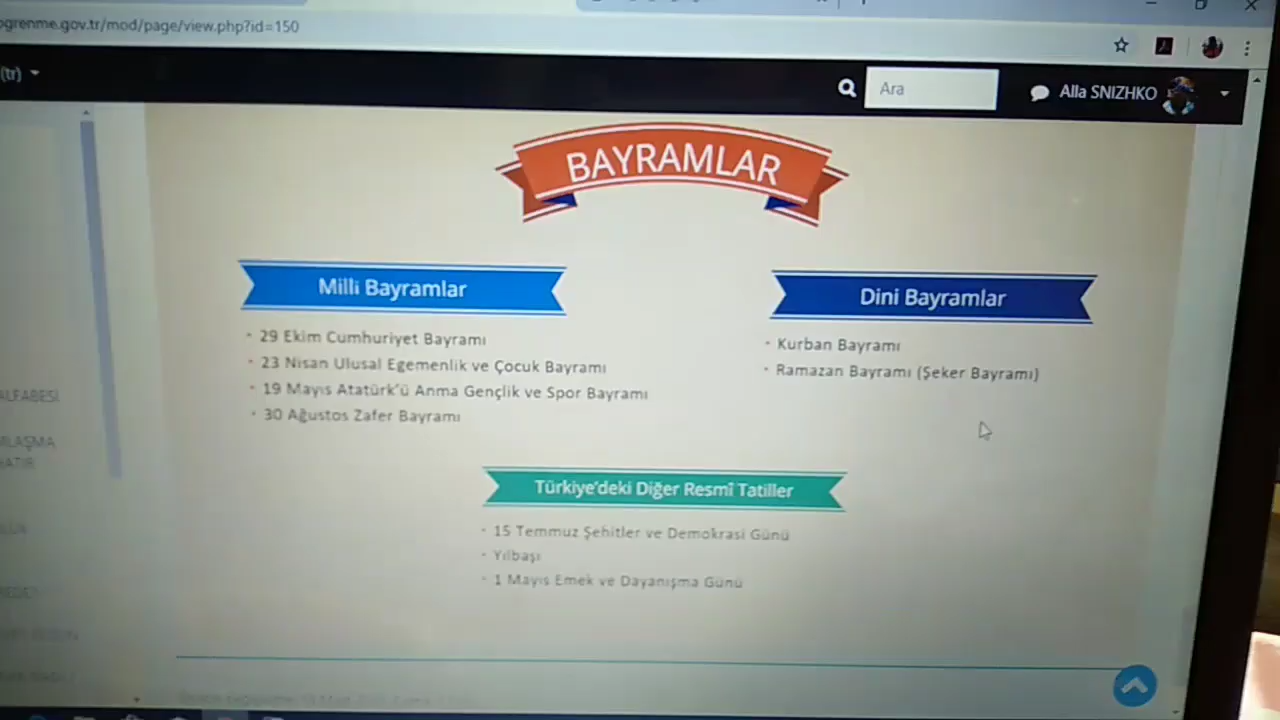 ogrenme.gov.tr/mod/page/view.php?id=150
(tr)
Ara
Alla SNIZHKO
BAYRAMLAR
Milli Bayramlar
• 29 Ekim Cumhuriyet Bayramı
• 23 Nisan Ulusal Egemenlik ve Çocuk Bayramı
• 19 Mayıs Atatürk'ü Anma Gençlik ve Spor Bayramı
• 30 Ağustos Zafer Bayramı
Dini Bayramlar
• Kurban Bayramı
• Ramazan Bayramı (Şeker Bayramı)
Türkiye'deki Diğer Resmî Tatiller
• 15 Temmuz Şehitler ve Demokrasi Günü
• Yılbaşı
• 1 Mayıs Emek ve Dayanışma Günü
ALFABESİ